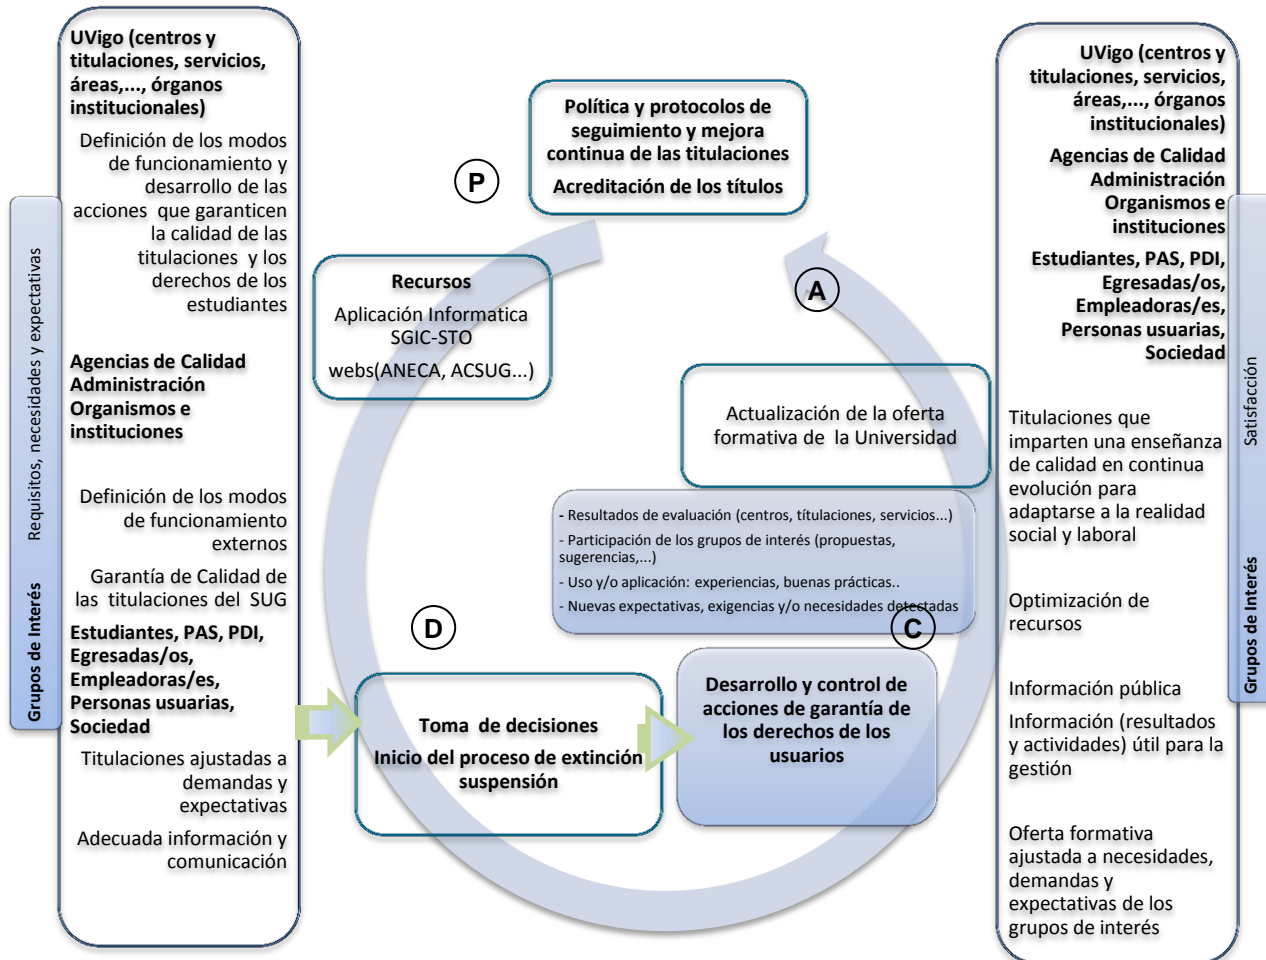 Requisitos, necesidades y expectativas
Grupos de Interés
UVigo (centros y
titulaciones, servicios,
áreas,..., órganos
institucionales)
Definición de los modos
de funcionamiento y
desarrollo de las
acciones que garanticen
la calidad de las
titulaciones y los
derechos de los
estudiantes
Agencias de Calidad
Administración
Organismos e
instituciones
Definición de los modos
de funcionamiento
externos
Garantía de Calidad de
las titulaciones del SUG
Estudiantes, PAS, PDI,
Egresadas/os,
Empleadoras/es,
Personas usuarias,
Sociedad
Titulaciones ajustadas a
demandas y
expectativas
Adecuada información y
comunicación
Política y protocolos de
seguimiento y mejora
continua de las titulaciones
Acreditación de los títulos
P
Recursos
Aplicación Informatica
SGIC-STO
webs(ANECA, ACSUG...)
A
Actualización de la oferta
formativa de la Universidad
- Resultados de evaluación (centros, títulaciones, servicios...)
- Participación de los grupos de interés (propuestas,
sugerencias,...)
- Uso y/o aplicación: experiencias, buenas prácticas..
- Nuevas expectativas, exigencias y/o necesidades detectadas
D
C
Toma de decisiones
Inicio del proceso de extinción
suspensión
Desarrollo y control de
acciones de garantía de
los derechos de los
usuarios
UVigo (centros y
titulaciones, servicios,
áreas,..., órganos
institucionales)
Agencias de Calidad
Administración
Organismos e
instituciones
Estudiantes, PAS, PDI,
Egresadas/os,
Empleadoras/es,
Personas usuarias,
Sociedad
Titulaciones que
imparten una enseñanza
de calidad en continua
evolución para
adaptarse a la realidad
social y laboral
Optimización de
recursos
Información pública
Información (resultados
y actividades) útil para la
gestión
Oferta formativa
ajustada a necesidades,
demandas y
expectativas de los
grupos de interés
Satisfacción
Grupos de Interés